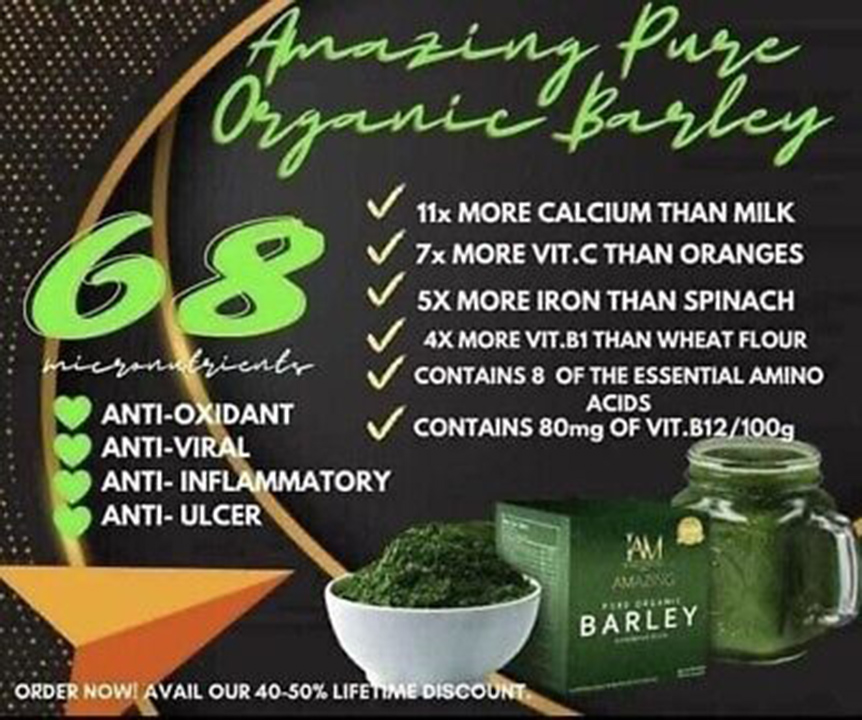 Amazing Pure
Organic Barley
68
micronutrients
ANTI-OXIDANT
ANTI-VIRAL
ANTI- INFLAMMATORY
ANTI- ULCER
11x MORE CALCIUM THAN MILK
7x MORE VIT.C THAN ORANGES
5X MORE IRON THAN SPINACH
4X MORE VIT.B1 THAN WHEAT FLOUR
CONTAINS 8 OF THE ESSENTIAL AMINO
ACIDS
CONTAINS 80mg OF VIT.B12/100g
IAM
AMAZING
PURE ORGANIC
BARLEY
ORDER NOW! AVAIL OUR 40-50% LIFETIME DISCOUNT.